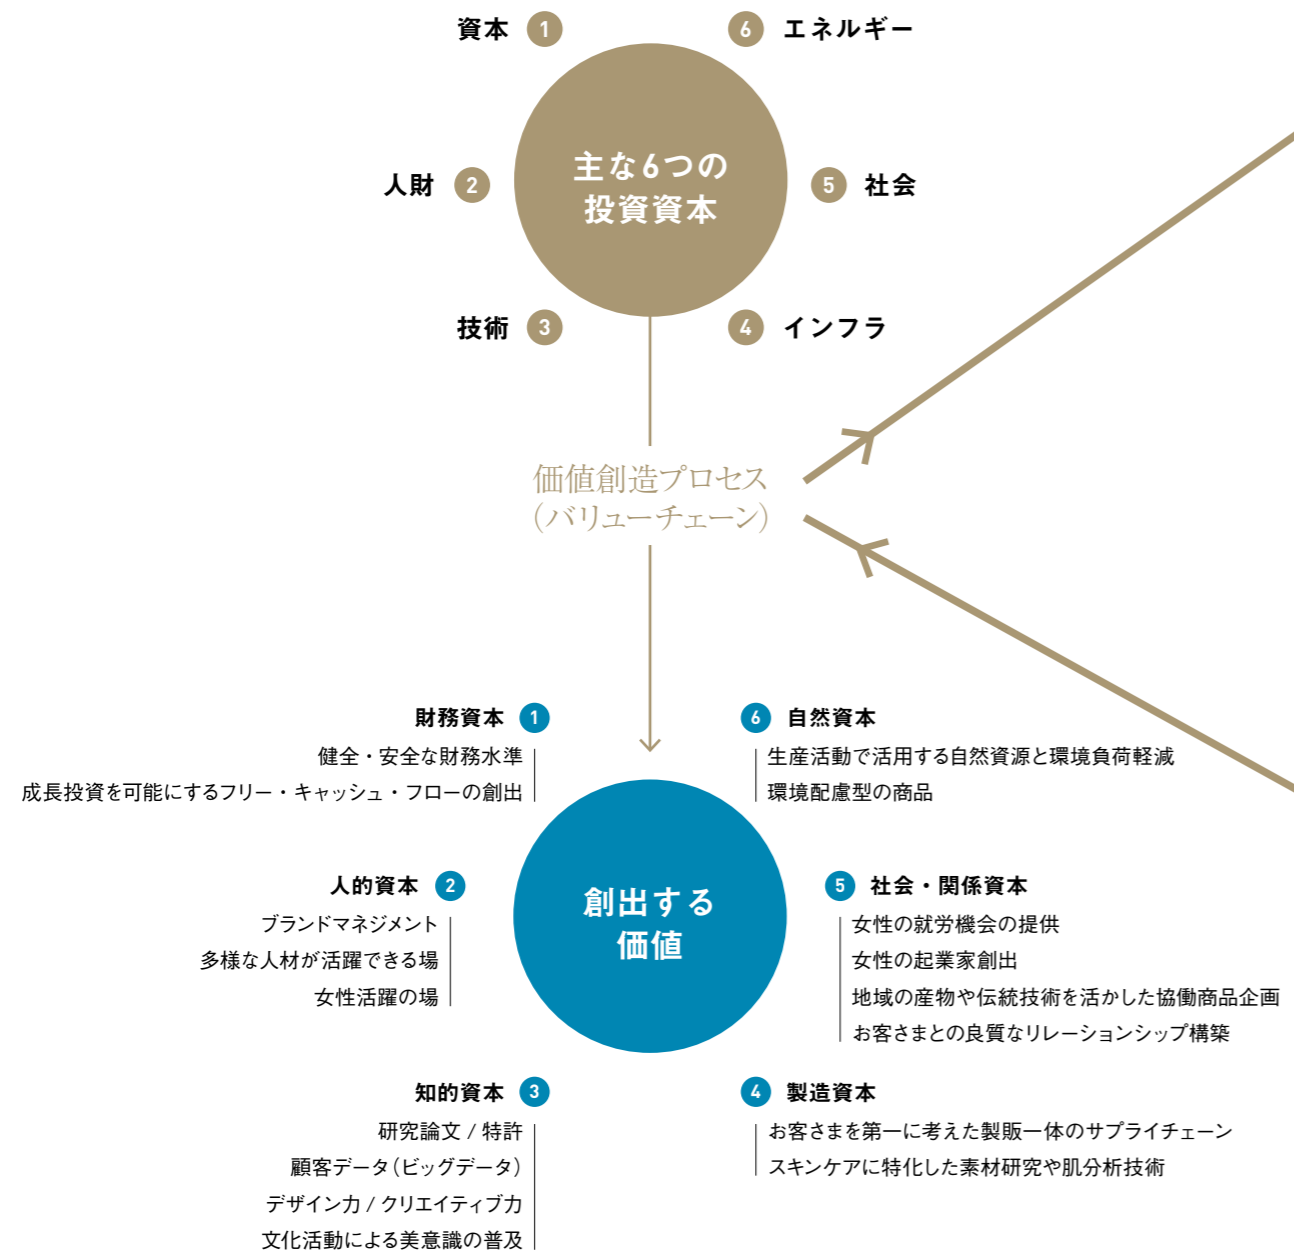 資本 1
6 エネルギー
人財 2
主な6つの
投資資本
5 社会
技術 3
4 インフラ
価値創造プロセス
（バリューチェーン）
財務資本 1
健全・安全な財務水準
成長投資を可能にするフリー・キャッシュ・フローの創出
6 自然資本
生産活動で活用する自然資源と環境負荷軽減
環境配慮型の商品
人的資本 2
ブランドマネジメント
多様な人材が活躍できる場
女性活躍の場
創出する
価値
5 社会・関係資本
女性の就労機会の提供
女性の起業家創出
地域の産物や伝統技術を活かした協働商品企画
お客さまとの良質なリレーションシップ構築
知的資本 3
研究論文 / 特許
顧客データ（ビッグデータ）
デザイン力 / クリエイティブ力
文化活動による美意識の普及
4 製造資本
お客さまを第一に考えた製販一体のサプライチェーン
スキンケアに特化した素材研究や肌分析技術